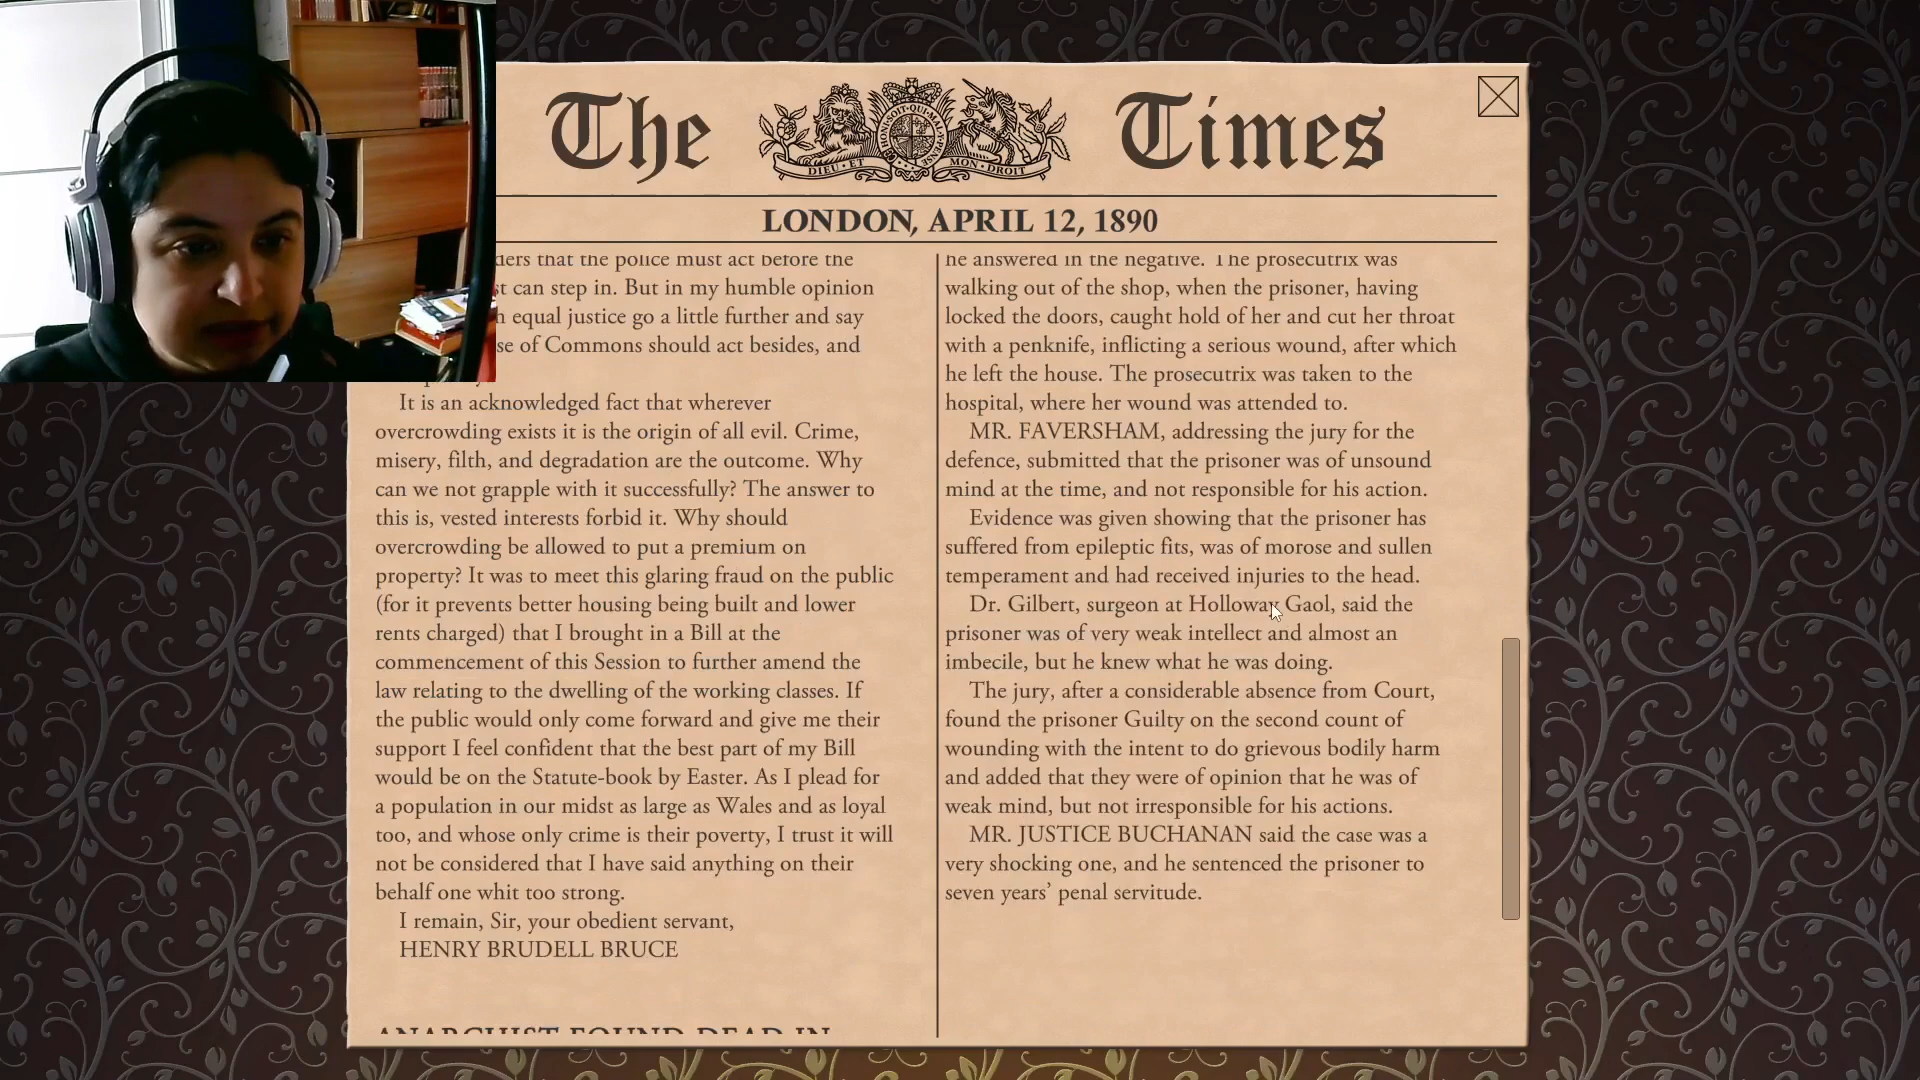 The Times
HONI·SOIT·QUI·MAL·Y·PENSE
DIEU·ET MON·DROIT
LONDON, APRIL 12, 1890
that the police must act before the
can step in. But in my humble opinion
equal justice go a little further and say
of Commons should act besides, and
It is an acknowledged fact that wherever
overcrowding exists it is the origin of all evil. Crime,
misery, filth, and degradation are the outcome. Why
can we not grapple with it successfully? The answer to
this is, vested interests forbid it. Why should
overcrowding be allowed to put a premium on
property? It was to meet this glaring fraud on the public
(for it prevents better housing being built and lower
rents charged) that I brought in a Bill at the
commencement of this Session to further amend the
law relating to the dwelling of the working classes. If
the public would only come forward and give me their
support I feel confident that the best part of my Bill
would be on the Statute-book by Easter. As I plead for
a population in our midst as large as Wales and as loyal
too, and whose only crime is their poverty, I trust it will
not be considered that I have said anything on their
behalf one whit too strong.
I remain, Sir, your obedient servant,
HENRY BRUDELL BRUCE
ANARCHIST FOUND DEAD IN
he answered in the negative. The prosecutrix was
walking out of the shop, when the prisoner, having
locked the doors, caught hold of her and cut her throat
with a penknife, inflicting a serious wound, after which
he left the house. The prosecutrix was taken to the
hospital, where her wound was attended to.
MR. FAVERSHAM, addressing the jury for the
defence, submitted that the prisoner was of unsound
mind at the time, and not responsible for his action.
Evidence was given showing that the prisoner has
suffered from epileptic fits, was of morose and sullen
temperament and had received injuries to the head.
Dr. Gilbert, surgeon at Holloway Gaol, said the
prisoner was of very weak intellect and almost an
imbecile, but he knew what he was doing.
The jury, after a considerable absence from Court,
found the prisoner Guilty on the second count of
wounding with the intent to do grievous bodily harm
and added that they were of opinion that he was of
weak mind, but not irresponsible for his actions.
MR. JUSTICE BUCHANAN said the case was a
very shocking one, and he sentenced the prisoner to
seven years’ penal servitude.